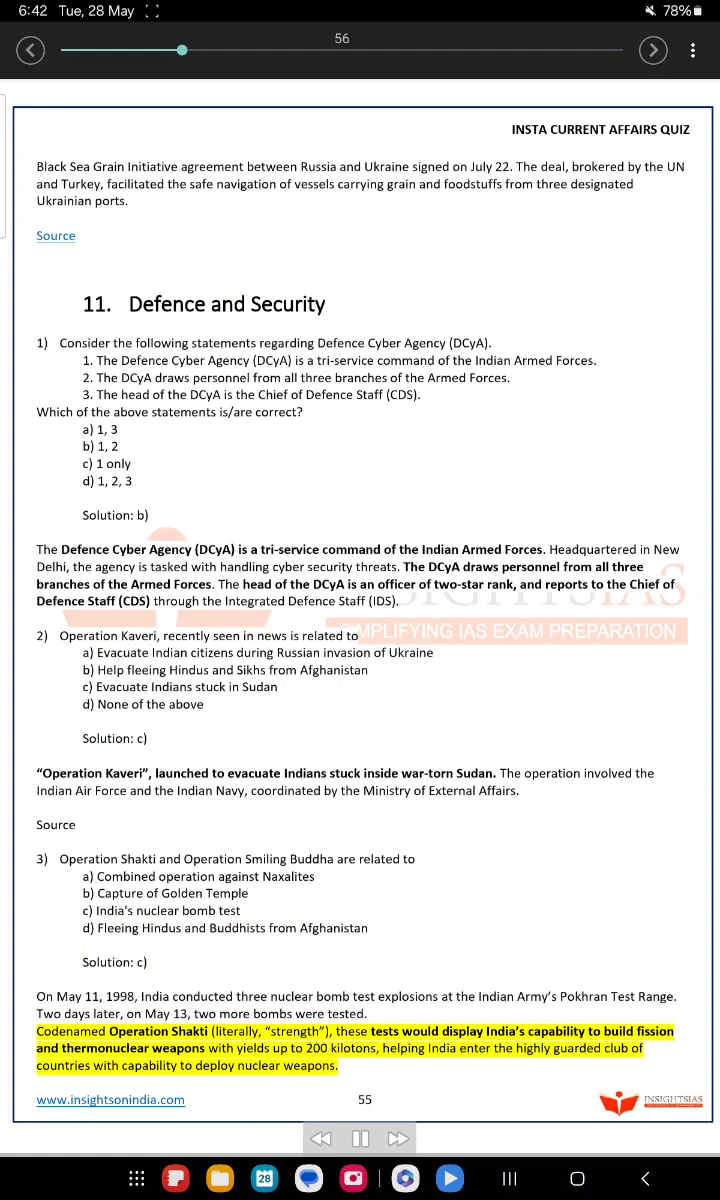 6:42 Tue, 28 May
78%
56
INSTA CURRENT AFFAIRS QUIZ
Black Sea Grain Initiative agreement between Russia and Ukraine signed on July 22. The deal, brokered by the UN
and Turkey, facilitated the safe navigation of vessels carrying grain and foodstuffs from three designated
Ukrainian ports.
Source
11. Defence and Security
1) Consider the following statements regarding Defence Cyber Agency (DCyA).
1. The Defence Cyber Agency (DCyA) is a tri-service command of the Indian Armed Forces.
2. The DCyA draws personnel from all three branches of the Armed Forces.
3. The head of the DCyA is the Chief of Defence Staff (CDS).
Which of the above statements is/are correct?
a) 1, 3
b) 1, 2
c) 1 only
d) 1, 2, 3
Solution: b)
The Defence Cyber Agency (DCyA) is a tri-service command of the Indian Armed Forces. Headquartered in New
Delhi, the agency is tasked with handling cyber security threats. The DCyA draws personnel from all three
branches of the Armed Forces. The head of the DCyA is an officer of two-star rank, and reports to the Chief of
Defence Staff (CDS) through the Integrated Defence Staff (IDS).
INSIGHTSIAS
SIMPLIFYING IAS EXAM PREPARATION
2) Operation Kaveri, recently seen in news is related to
a) Evacuate Indian citizens during Russian invasion of Ukraine
b) Help fleeing Hindus and Sikhs from Afghanistan
c) Evacuate Indians stuck in Sudan
d) None of the above
Solution: c)
“Operation Kaveri”, launched to evacuate Indians stuck inside war-torn Sudan. The operation involved the
Indian Air Force and the Indian Navy, coordinated by the Ministry of External Affairs.
Source
3) Operation Shakti and Operation Smiling Buddha are related to
a) Combined operation against Naxalites
b) Capture of Golden Temple
c) India's nuclear bomb test
d) Fleeing Hindus and Buddhists from Afghanistan
Solution: c)
On May 11, 1998, India conducted three nuclear bomb test explosions at the Indian Army’s Pokhran Test Range.
Two days later, on May 13, two more bombs were tested.
Codenamed Operation Shakti (literally, “strength”), these tests would display India’s capability to build fission
and thermonuclear weapons with yields up to 200 kilotons, helping India enter the highly guarded club of
countries with capability to deploy nuclear weapons.
www.insightsonindia.com
55
INSIGHTSIAS
28